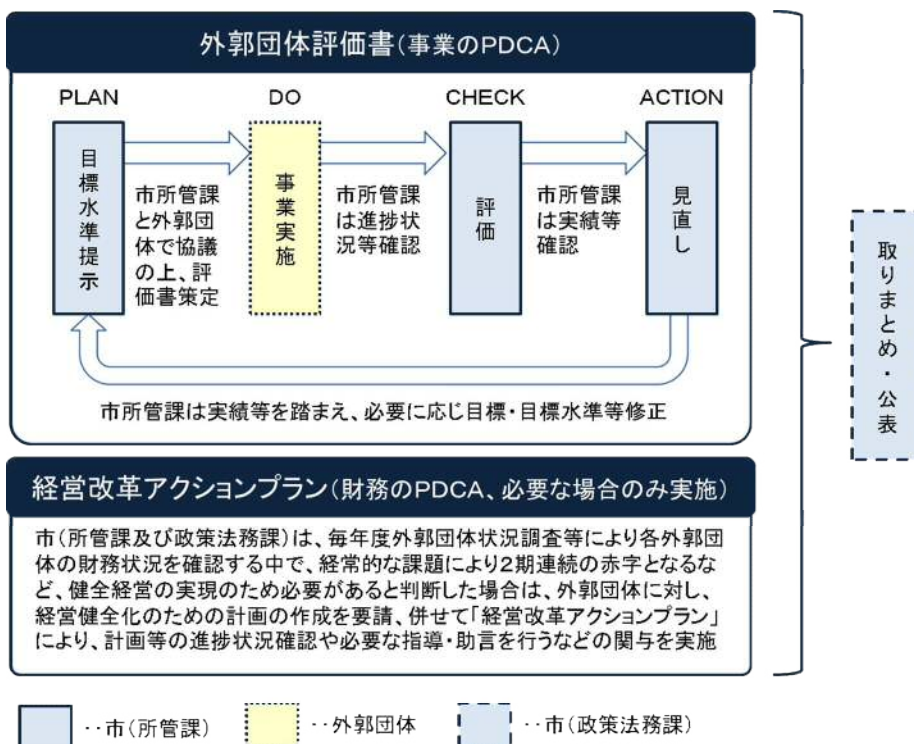 外郭団体評価書(事業のPDCA)
PLAN
DO
CHECK
ACTION
目標水準提示
市所管課
と外郭団
体で協議
の上、評
価書策定
事業実施
市所管課
は進捗状
況等確認
評価
市所管課
は実績等
確認
見直し
市所管課は実績等を踏まえ、必要に応じ目標・目標水準等修正
経営改革アクションプラン(財務のPDCA、必要な場合のみ実施)
市(所管課及び政策法務課)は、毎年度外郭団体状況調査等により各外郭団
体の財務状況を確認する中で、経常的な課題により2期連続の赤字となるな
ど、健全経営の実現のため必要があると判断した場合は、外郭団体に対し、
経営健全化のための計画の作成を要請、併せて「経営改革アクションプラン」
により、計画等の進捗状況確認や必要な指導・助言を行うなどの関与を実施
取りまとめ・公表
‥市(所管課)
‥外郭団体
‥市(政策法務課)